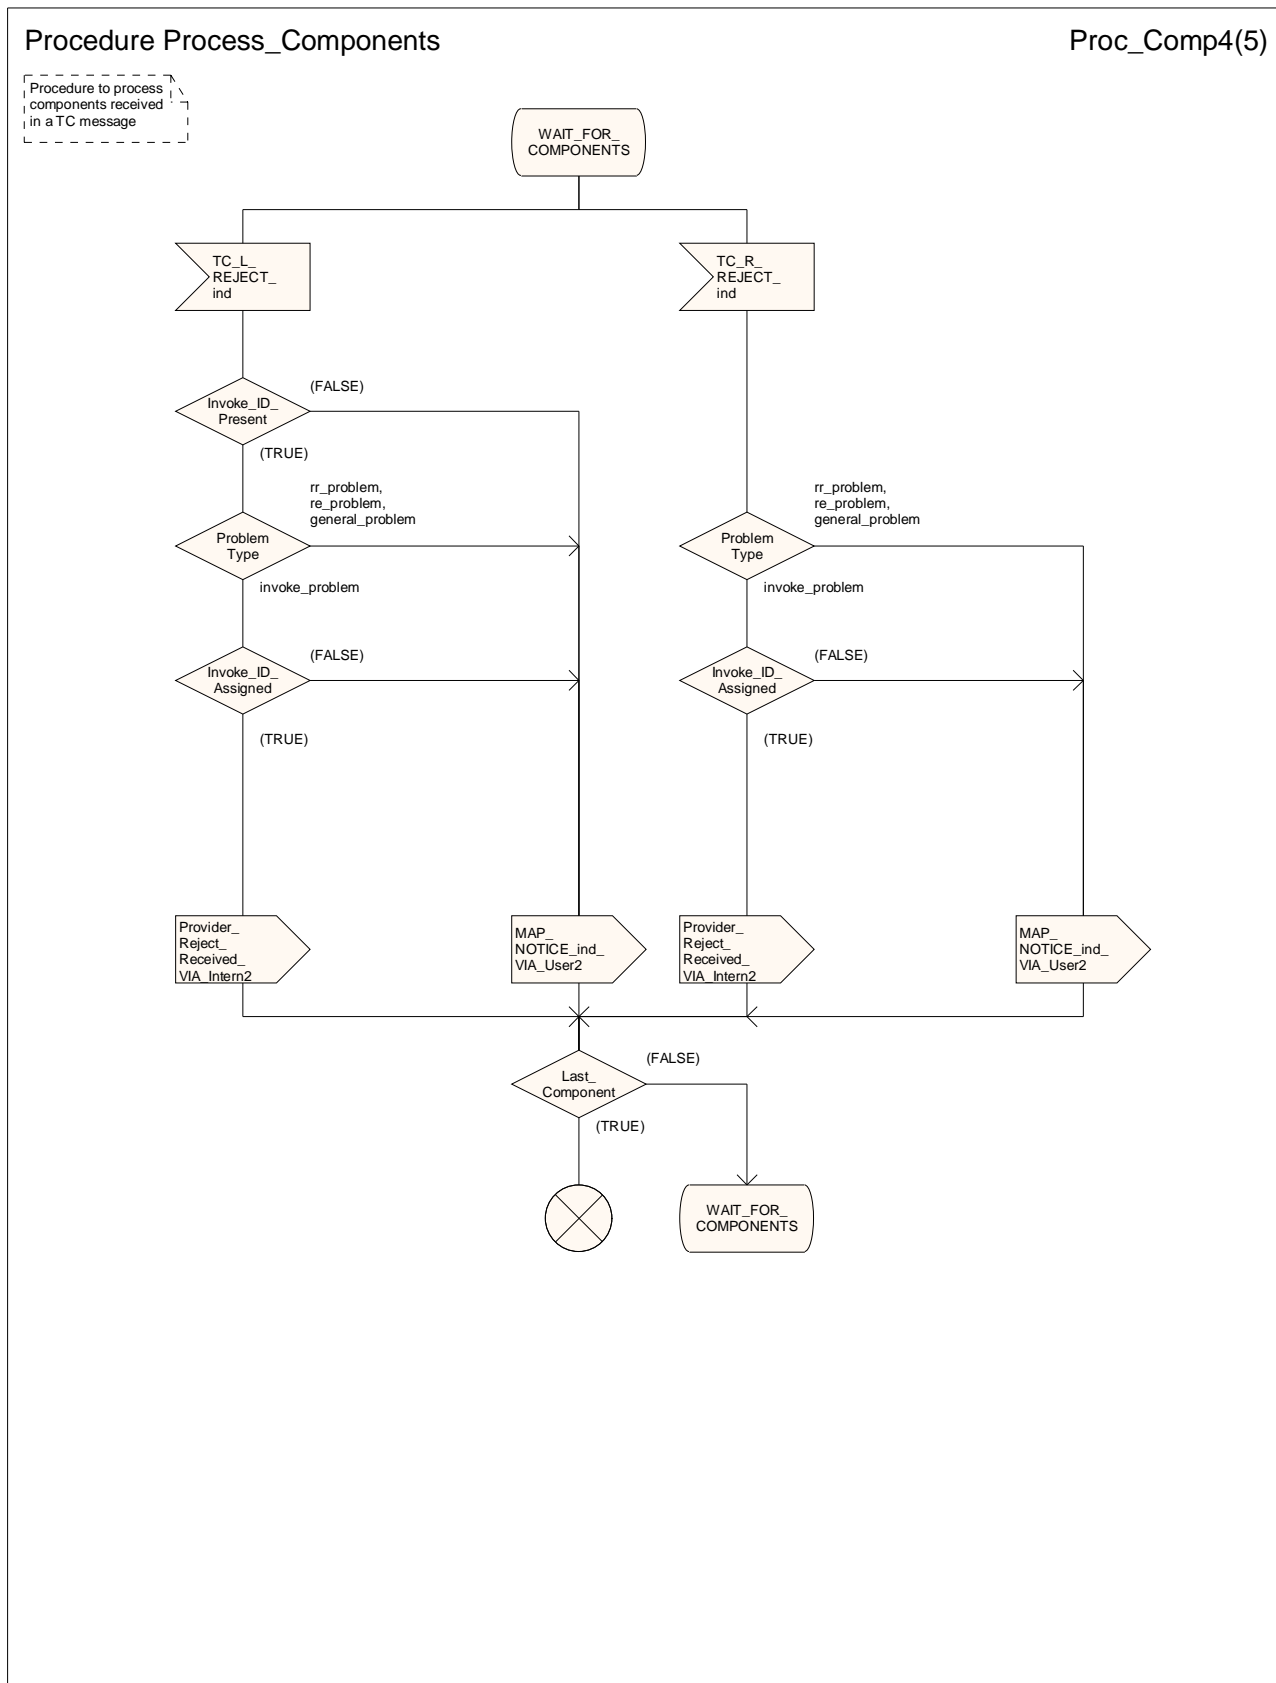 Procedure Process_Components
Proc_Comp4(5)
Procedure to process
components received
in a TC message
WAIT_FOR_
COMPONENTS
TC_L_
REJECT_
ind
TC_R_
REJECT_
ind
Invoke_ID_
Present
(FALSE)
(TRUE)
rr_problem,
re_problem,
general_problem
rr_problem,
re_problem,
general_problem
Problem
Type
Problem
Type
invoke_problem
invoke_problem
Invoke_ID_
Assigned
(FALSE)
Invoke_ID_
Assigned
(FALSE)
(TRUE)
(TRUE)
Provider_
Reject_
Received_
VIA_Intern2
MAP_
NOTICE_ind_
VIA_User2
Provider_
Reject_
Received_
VIA_Intern2
MAP_
NOTICE_ind_
VIA_User2
Last_
Component
(FALSE)
(TRUE)
WAIT_FOR_
COMPONENTS